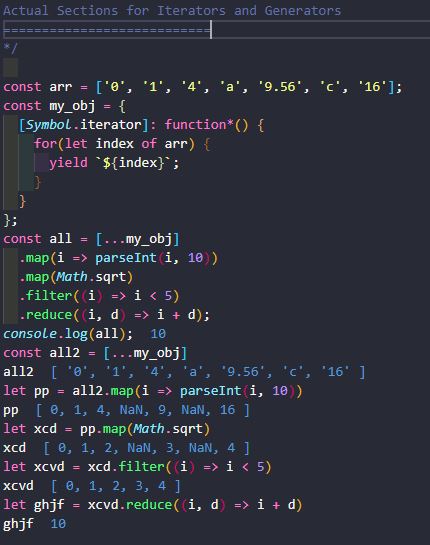 Actual Sections for Iterators and Generators
============================
*/
const arr = ['0', '1', '4', 'a', '9.56', 'c', '16'];
const my_obj = {
  [Symbol.iterator]: function*() {
    for(let index of arr) {
      yield `${index}`;
    }
  }
};
const all = [...my_obj]
  .map(i => parseInt(i, 10))
  .map(Math.sqrt)
  .filter((i) => i < 5)
  .reduce((i, d) => i + d);
console.log(all);  10
const all2 = [...my_obj]
all2  [ '0', '1', '4', 'a', '9.56', 'c', '16' ]
let pp = all2.map(i => parseInt(i, 10))
pp  [ 0, 1, 4, NaN, 9, NaN, 16 ]
let xcd = pp.map(Math.sqrt)
xcd  [ 0, 1, 2, NaN, 3, NaN, 4 ]
let xcvd = xcd.filter((i) => i < 5)
xcvd  [ 0, 1, 2, 3, 4 ]
let ghjf = xcvd.reduce((i, d) => i + d)
ghjf  10